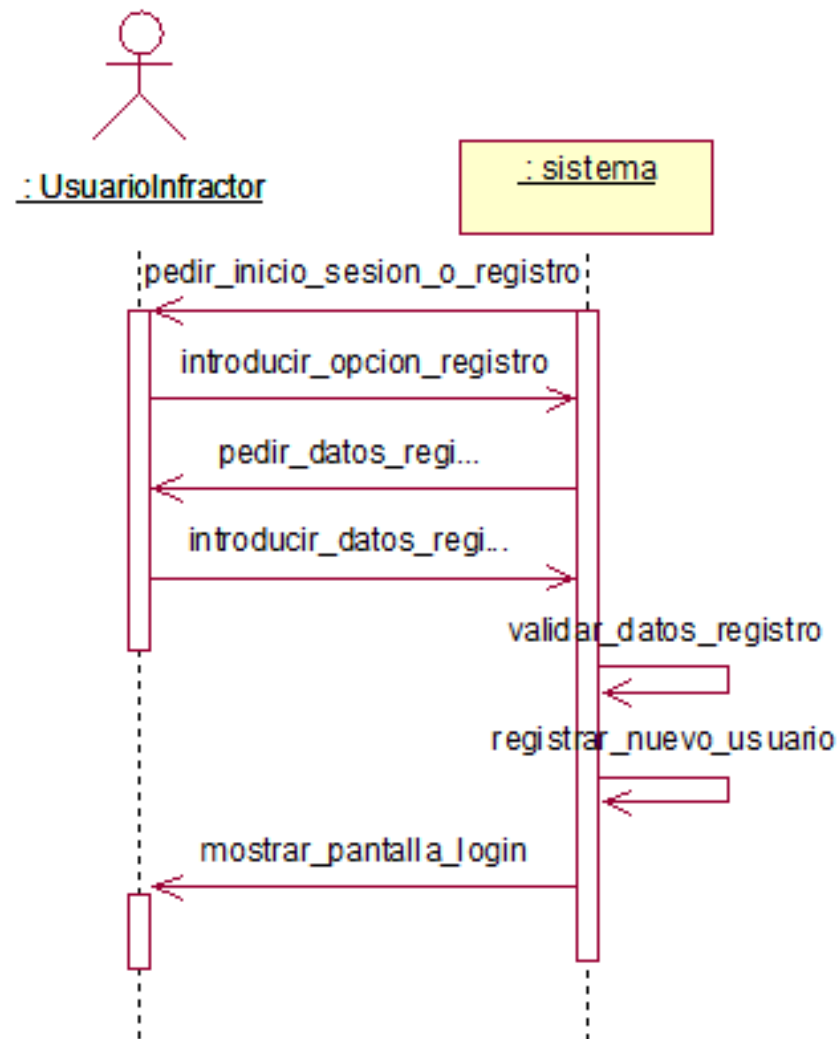 : UsuarioInfractor
: sistema
pedir_inicio_sesion_o_registro
introducir_opcion_registro
pedir_datos_regi...
introducir_datos_regi...
validar_datos_registro
registrar_nuevo_usuario
mostrar_pantalla_login